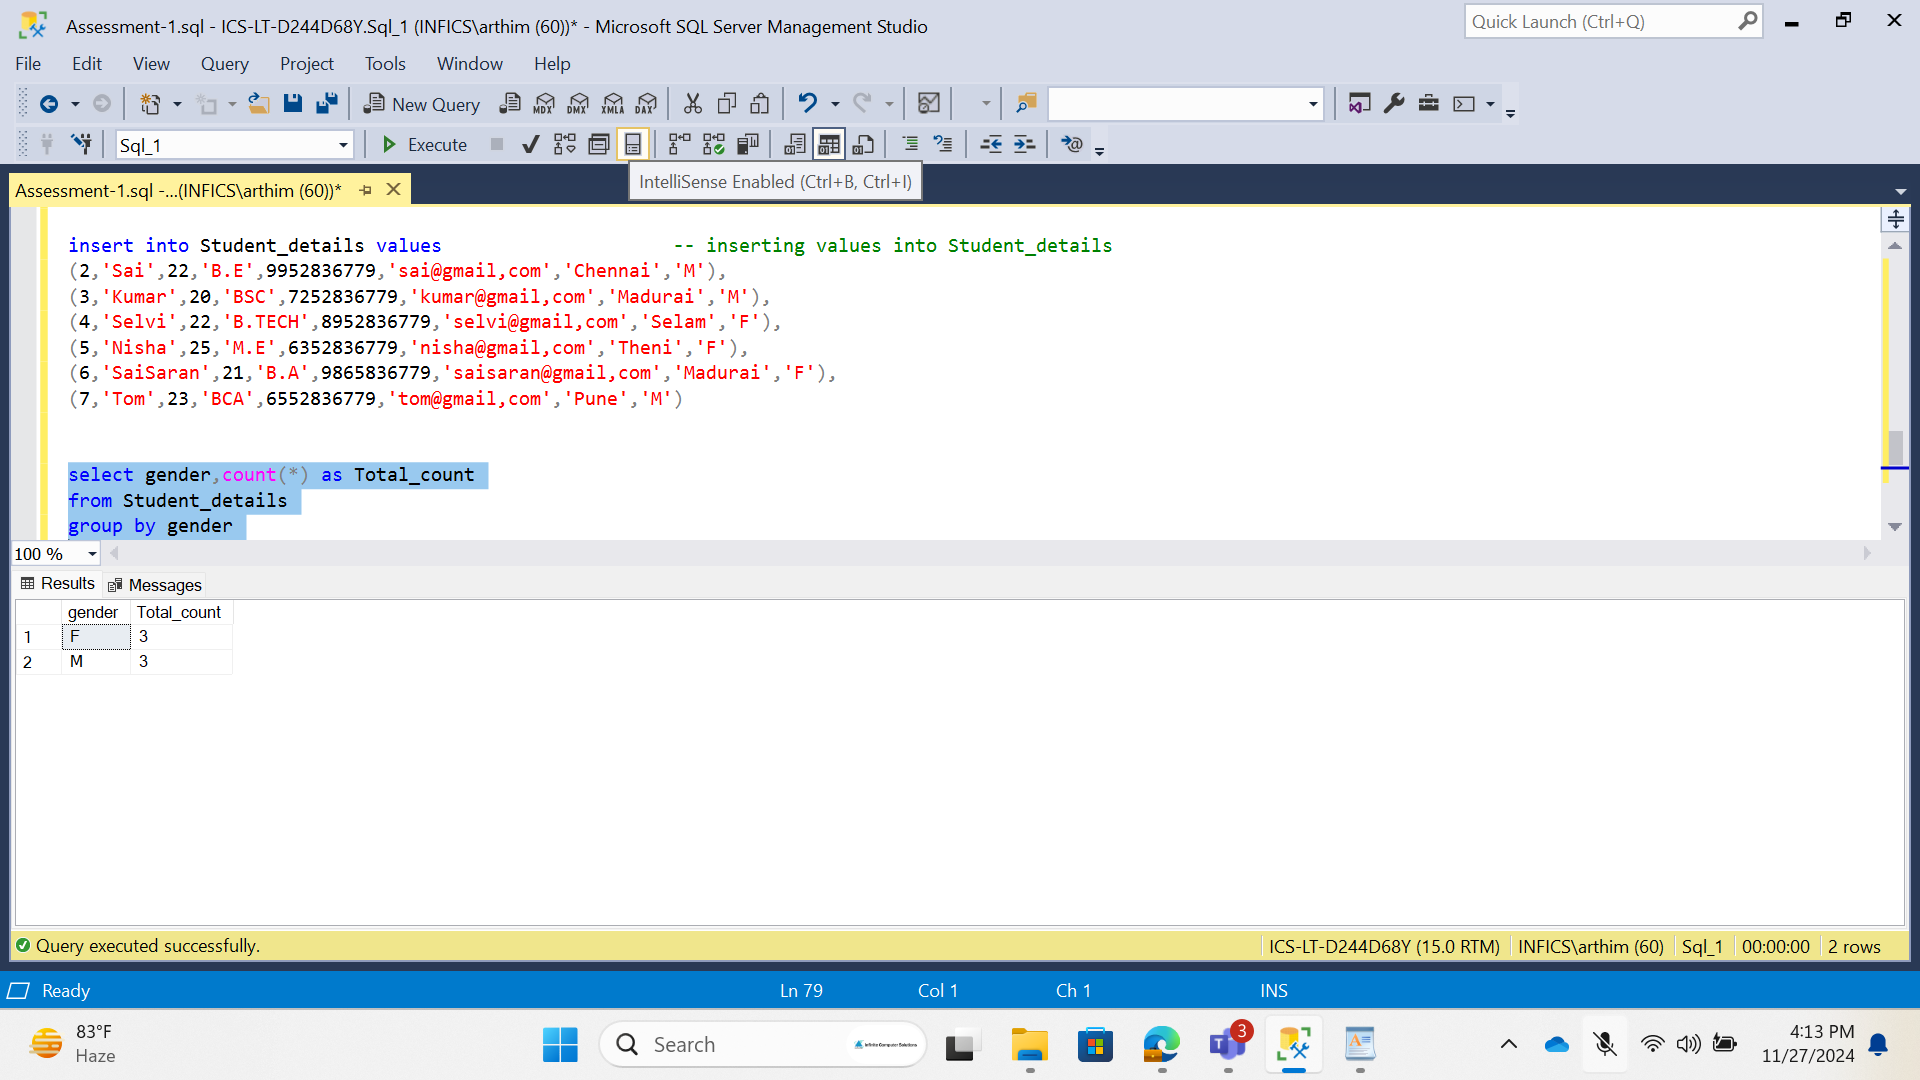 Assessment-1.sql - ICS-LT-D244D68Y.Sql_1 (INFICS\arthim (60))* - Microsoft SQL Server Management Studio
Quick Launch (Ctrl+Q)
File Edit View Query Project Tools Window Help
New Query MDX DMX XMLA DAX
Sql_1 Execute
Assessment-1.sql -...(INFICS\arthim (60))*
IntelliSense Enabled (Ctrl+B, Ctrl+I)
insert into Student_details values -- inserting values into Student_details
(2,'Sai',22,'B.E',9952836779,'sai@gmail,com','Chennai','M'),
(3,'Kumar',20,'BSC',7252836779,'kumar@gmail,com','Madurai','M'),
(4,'Selvi',22,'B.TECH',8952836779,'selvi@gmail,com','Selam','F'),
(5,'Nisha',25,'M.E',6352836779,'nisha@gmail,com','Theni','F'),
(6,'SaiSaran',21,'B.A',9865836779,'saisaran@gmail,com','Madurai','F'),
(7,'Tom',23,'BCA',6552836779,'tom@gmail,com','Pune','M')
select gender,count(*) as Total_count
from Student_details
group by gender
100 %
Results Messages
gender Total_count
1 F 3
2 M 3
Query executed successfully.
ICS-LT-D244D68Y (15.0 RTM) INFICS\arthim (60) Sql_1 00:00:00 2 rows
Ready Ln 79 Col 1 Ch 1 INS
83°F
Haze
Search
Infinite Computer Solutions
3
4:13 PM
11/27/2024